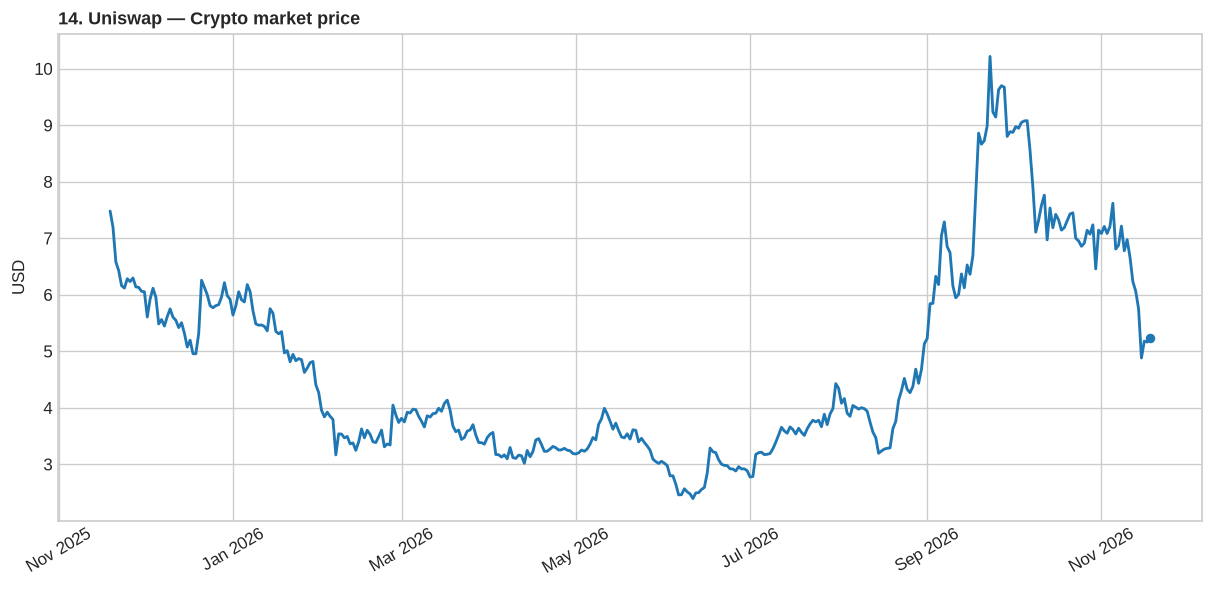 14. Uniswap — Crypto market price
USD
10
9
8
7
6
5
4
3
Nov 2025
Jan 2026
Mar 2026
May 2026
Jul 2026
Sep 2026
Nov 2026